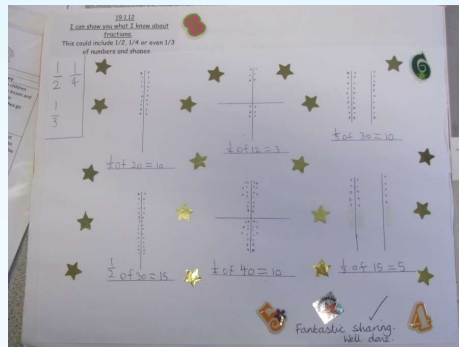 19.1.12
I can show you what I know about
fractions.
This could include 1/2, 1/4 or even 1/3
of numbers and shapes
1/2 1/4
1/3
1/2 of 20 = 10
1/4 of 12 = 3
1/3 of 30 = 10
1/2 of 30 = 15
1/4 of 40 = 10
1/3 of 15 = 5
Fantastic sharing.
Well done.